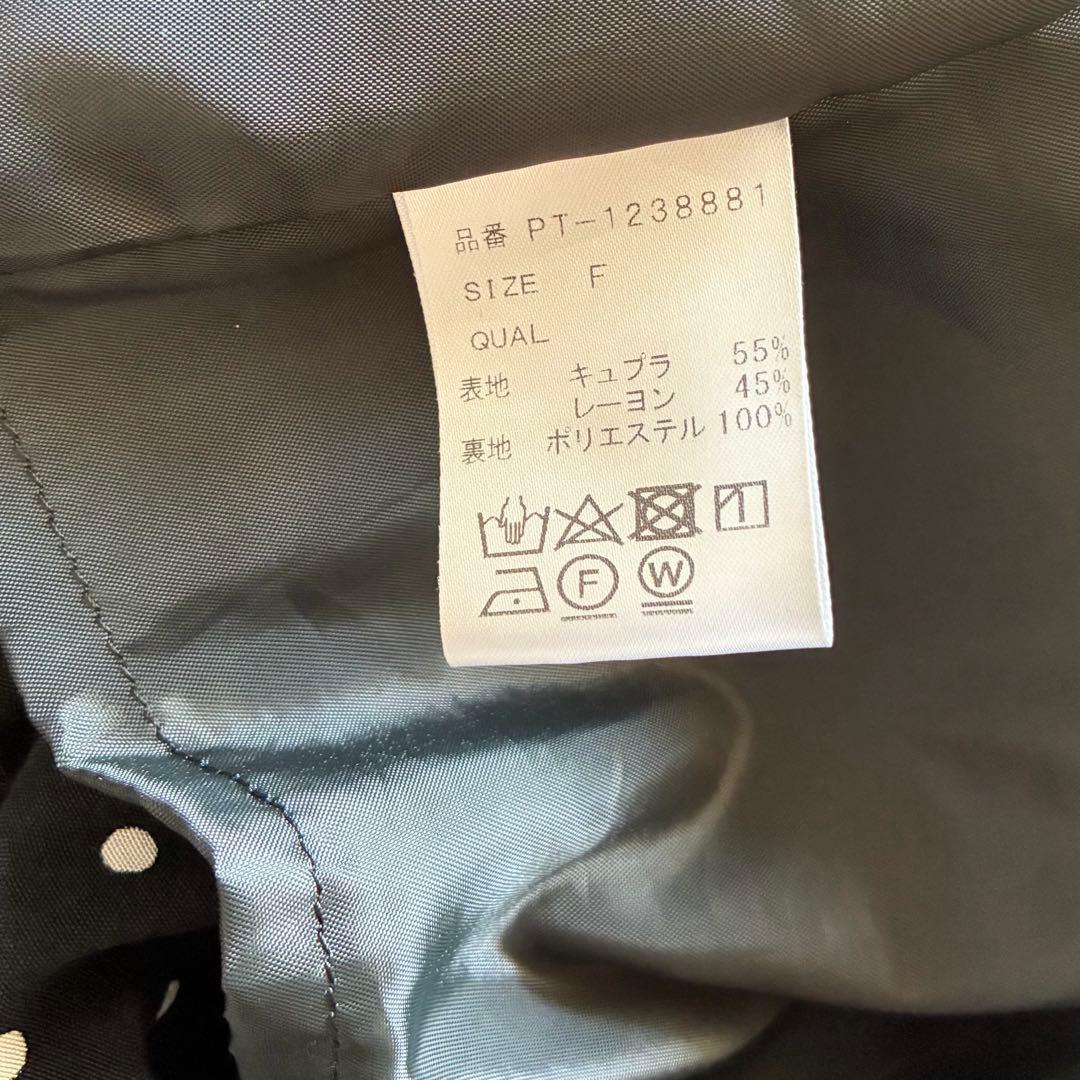 品番 PT-1238881
SIZE F
QUAL
表地 キュプラ 55%
レーヨン 45%
裏地 ポリエステル 100%
F W